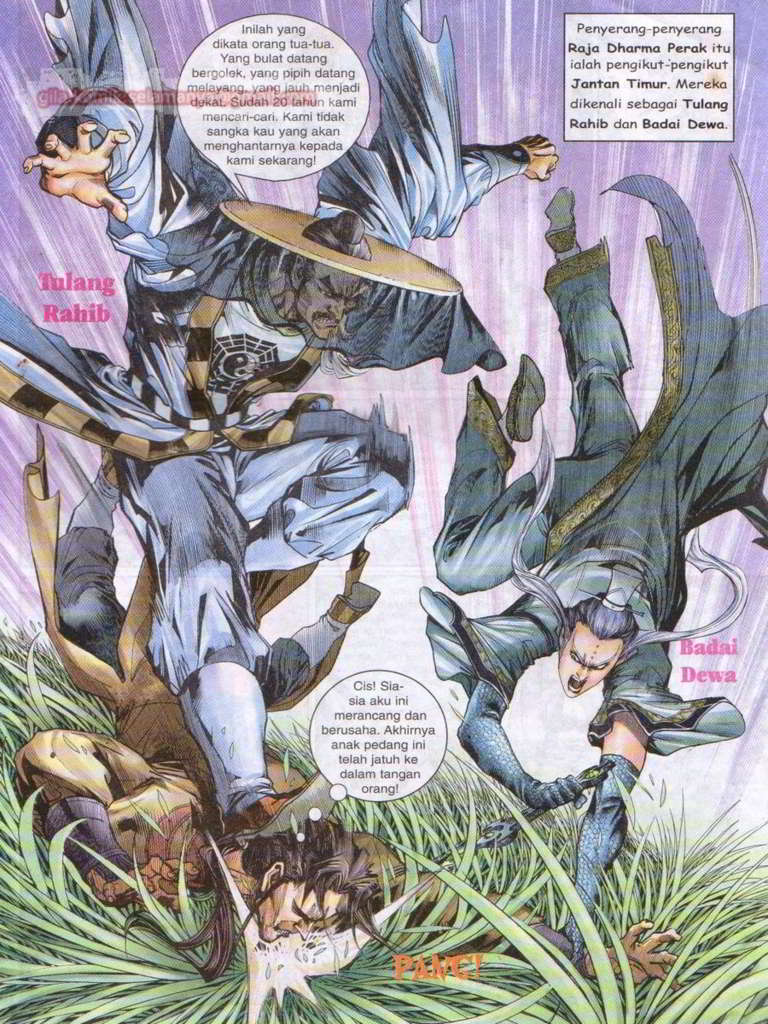 Inilah yang
dikata orang tua-tua.
Yang bulat datang
bergolek, yang pipih datang
melayang, yang jauh menjadi
dekat. Sudah 20 tahun kami
mencari-cari. Kami tidak
sangka kau yang akan
menghantarnya kepada
kami sekarang!
Penyerang-penyerang
Raja Dharma Perak itu
ialah pengikut-pengikut
Jantan Timur. Mereka
dikenali sebagai Tulang
Rahib dan Badai Dewa.
Tulang
Rahib
Badai
Dewa
Cis! Sia-
sia aku ini
merancang dan
berusaha. Akhirnya
anak pedang ini
telah jatuh ke
dalam tangan
orang!
PANG!